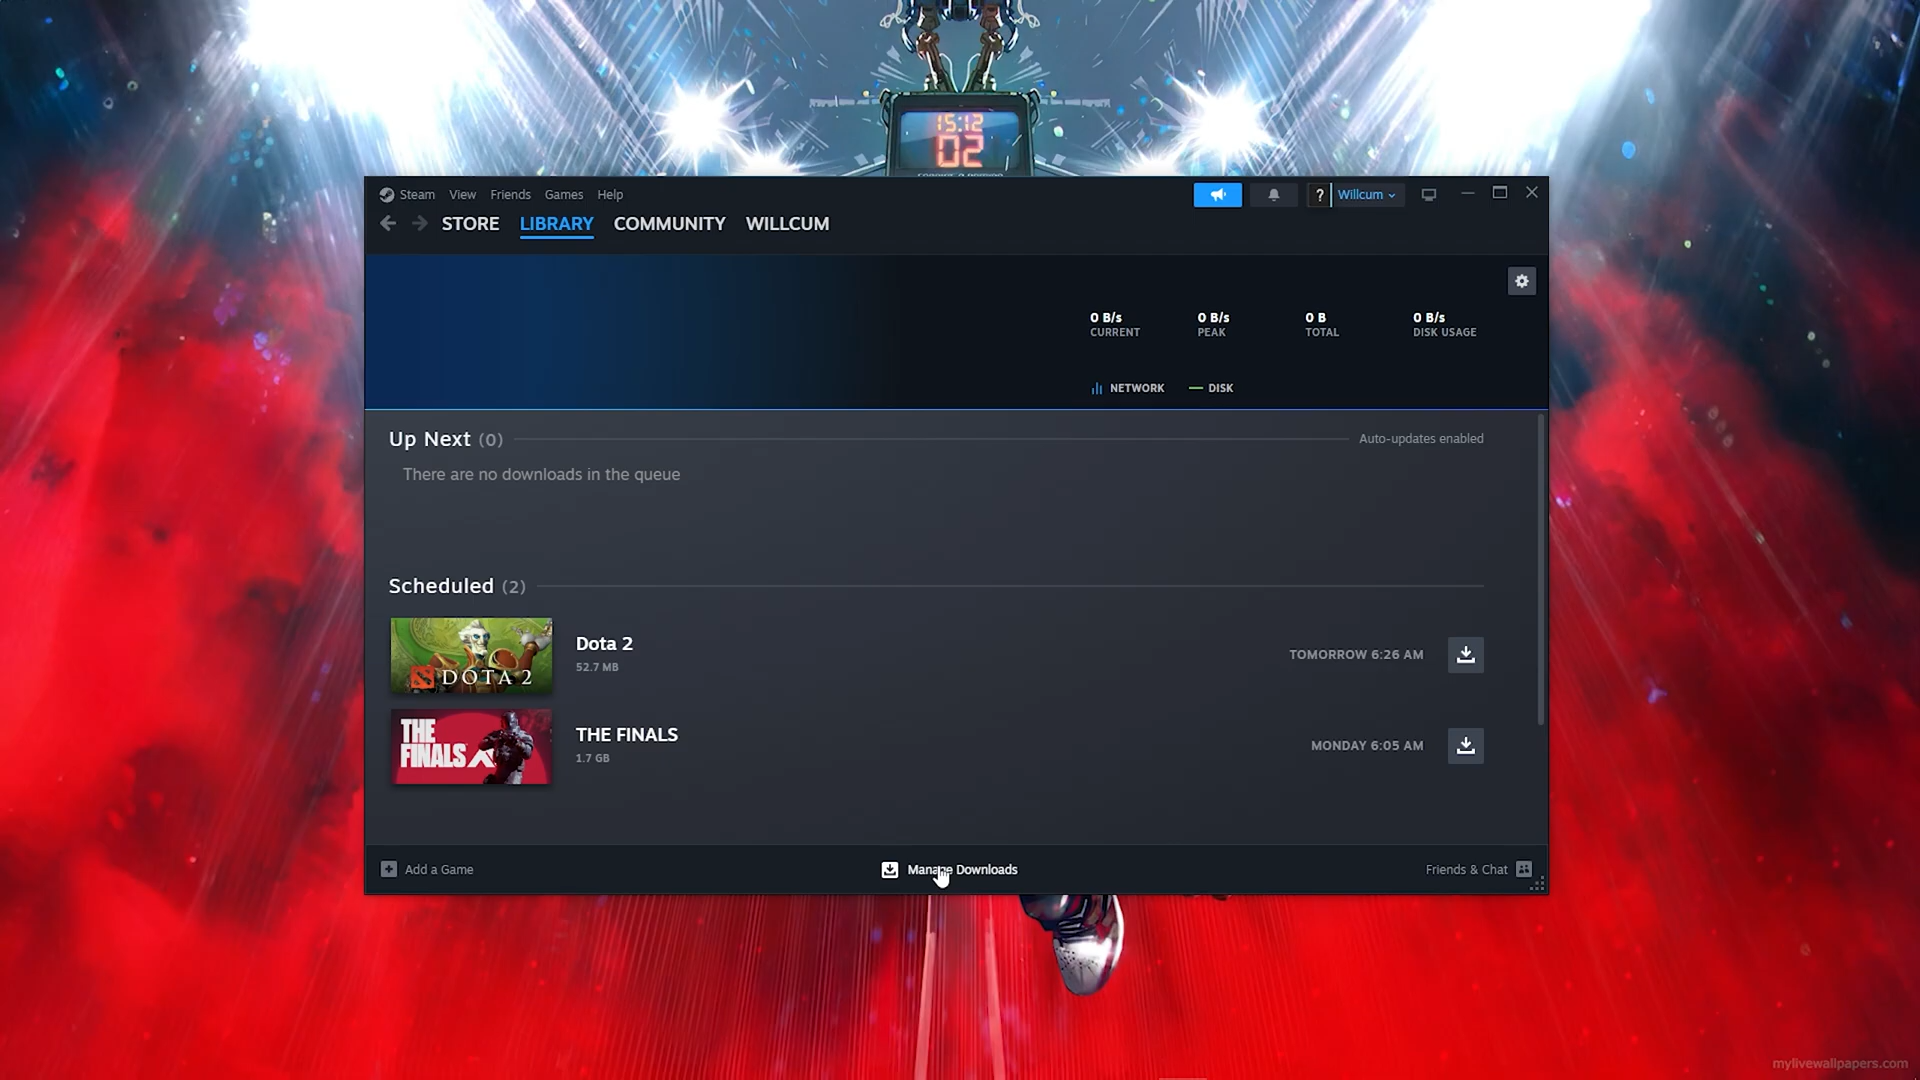 15:12
02
Steam View Friends Games Help
? Willcum
STORE LIBRARY COMMUNITY WILLCUM
0 B/s 0 B/s 0 B 0 B/s
CURRENT PEAK TOTAL DISK USAGE
NETWORK DISK
Up Next (0) Auto-updates enabled
There are no downloads in the queue
Scheduled (2)
DOTA 2
Dota 2
52.7 MB
TOMORROW 6:26 AM
THE FINALS
THE FINALS
1.7 GB
MONDAY 6:05 AM
Add a Game Manage Downloads Friends & Chat
mylivewallpapers.com